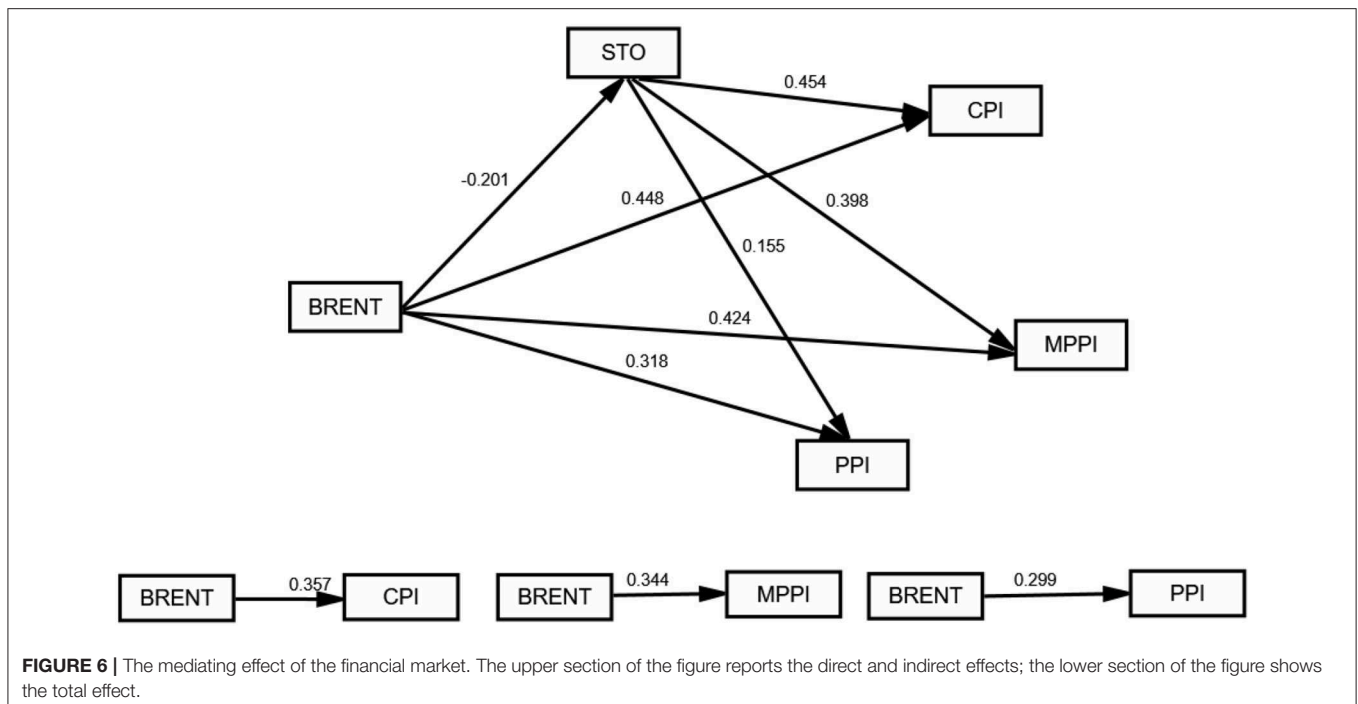 STO
0.454
CPI
-0.201
0.448
0.398
0.155
BRENT
0.424
MPPI
0.318
PPI
BRENT 0.357 CPI BRENT 0.344 MPPI BRENT 0.299 PPI
FIGURE 6 | The mediating effect of the financial market. The upper section of the figure reports the direct and indirect effects; the lower section of the figure shows
the total effect.